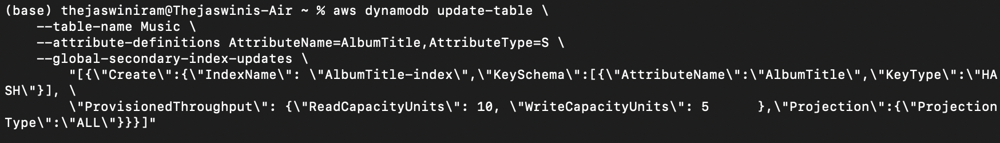 (base) thejaswiniram@Thejaswinis-Air ~ % aws dynamodb update-table \
    --table-name Music \
    --attribute-definitions AttributeName=AlbumTitle,AttributeType=S \
    --global-secondary-index-updates \
        "[{\"Create\":{\"IndexName\": \"AlbumTitle-index\",\"KeySchema\":[{\"AttributeName\":\"AlbumTitle\",\"KeyType\":\"HA
SH\"}], \
        \"ProvisionedThroughput\": {\"ReadCapacityUnits\": 10, \"WriteCapacityUnits\": 5      },\"Projection\":{\"Projection
Type\":\"ALL\"}}}]"